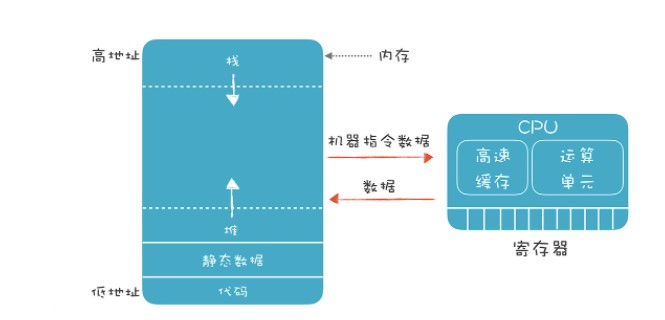 高地址
栈
内存
机器指令数据
数据
CPU
高速
缓存
运算
单元
寄存器
堆
静态数据
低地址
代码